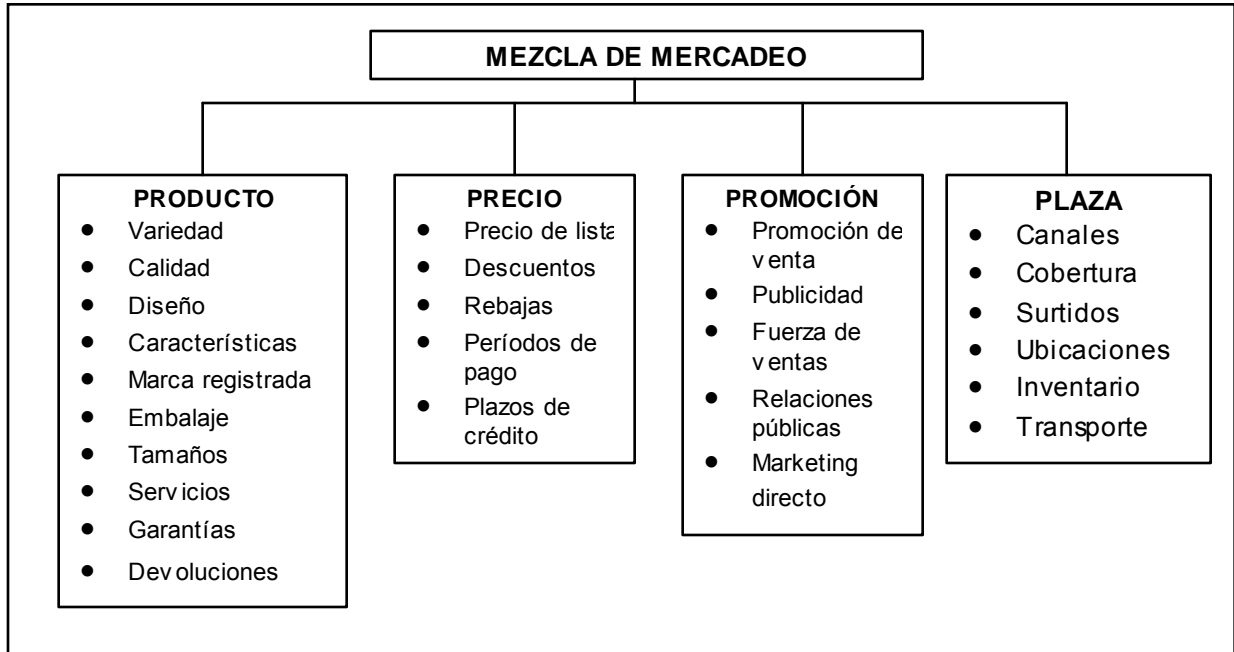 MEZCLA DE MERCADEO
PRODUCTO
● Variedad
● Calidad
● Diseño
● Características
● Marca registrada
● Embalaje
● Tamaños
● Servicios
● Garantías
● Devoluciones
PRECIO
● Precio de lista
● Descuentos
● Rebajas
● Períodos de
pago
● Plazos de
crédito
PROMOCIÓN
● Promoción de
venta
● Publicidad
● Fuerza de
ventas
● Relaciones
públicas
● Marketing
directo
PLAZA
● Canales
● Cobertura
● Surtidos
● Ubicaciones
● Inventario
● Transporte